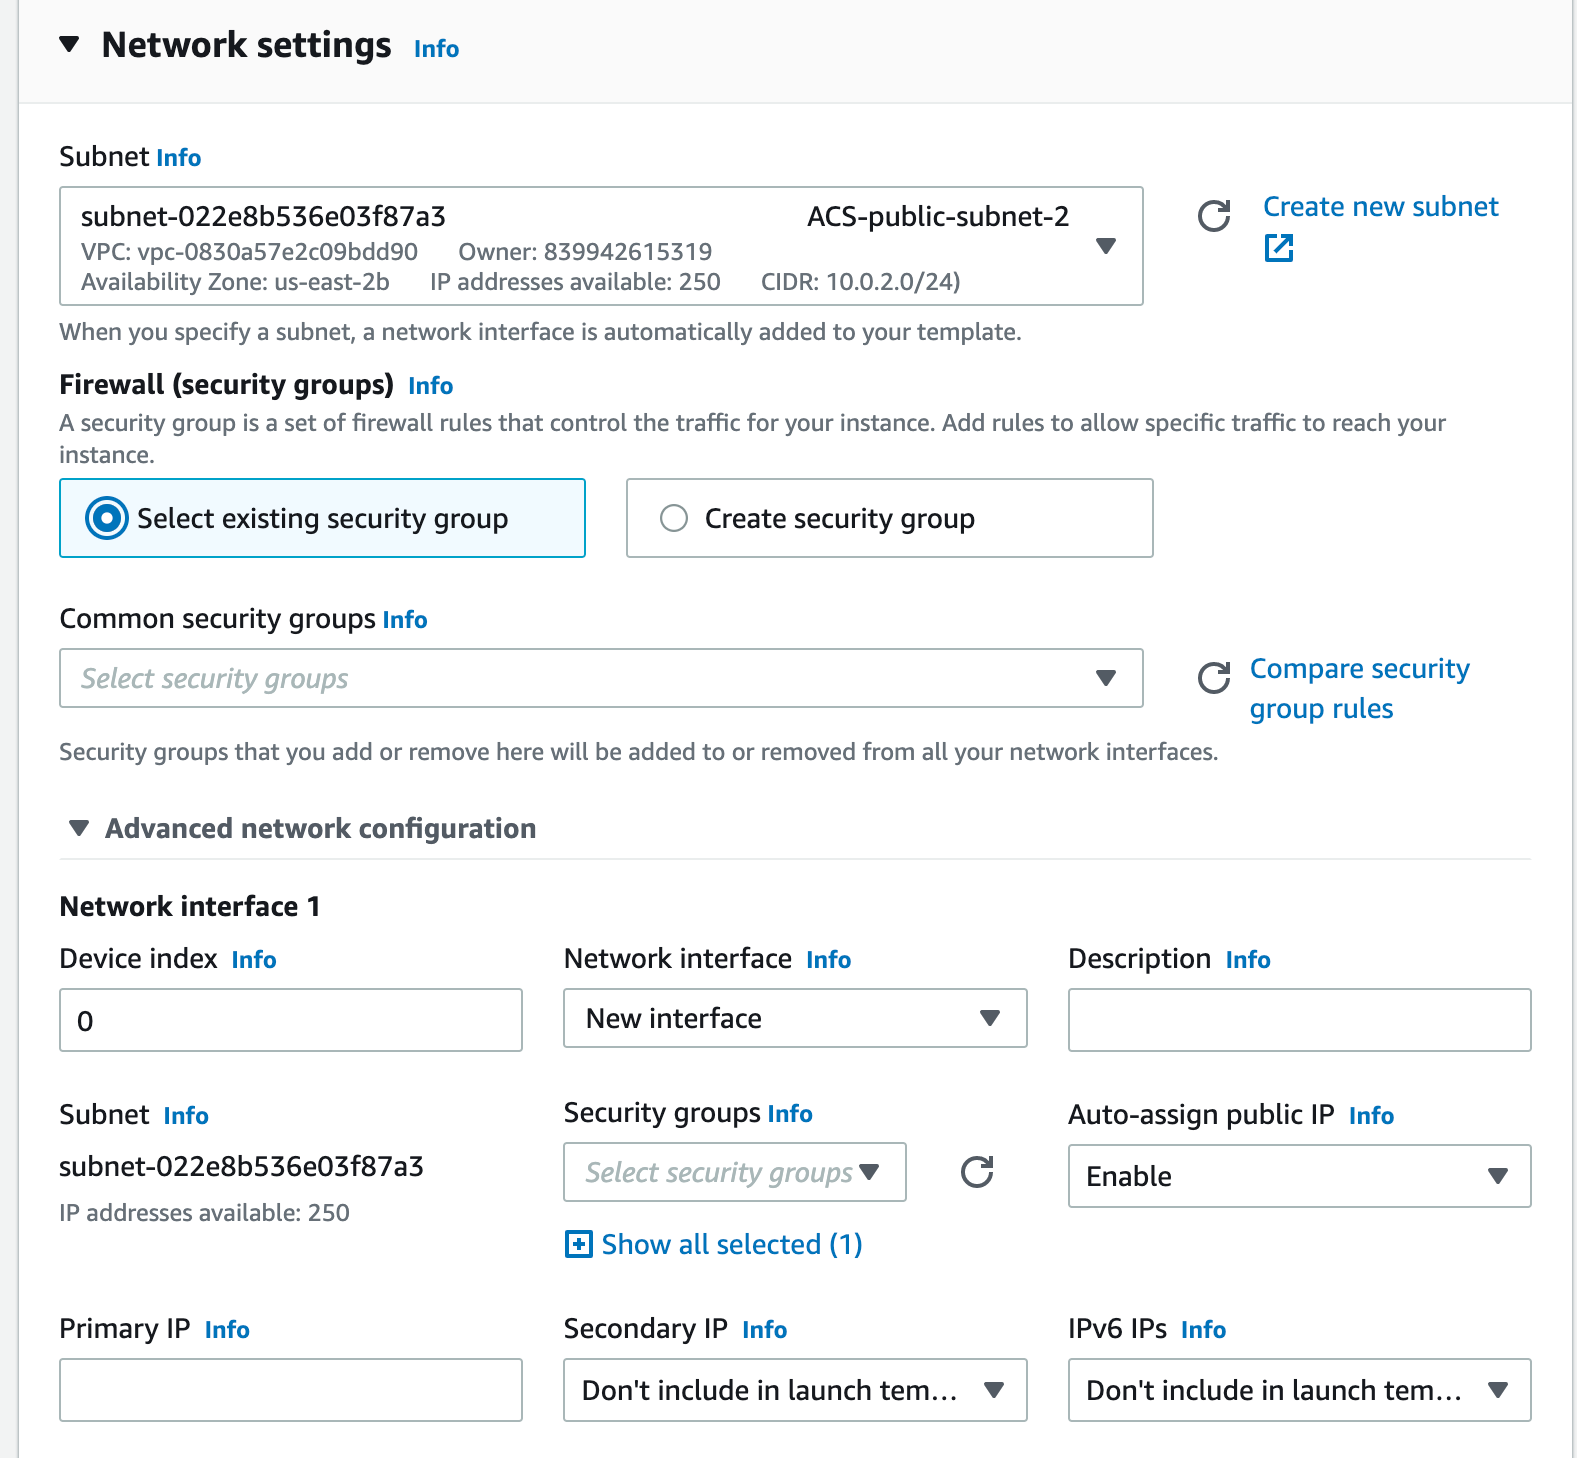 Network settings Info
Subnet Info
subnet-022e8b536e03f87a3 ACS-public-subnet-2
VPC: vpc-0830a57e2c09bdd90 Owner: 839942615319
Availability Zone: us-east-2b IP addresses available: 250 CIDR: 10.0.2.0/24)
Create new subnet
When you specify a subnet, a network interface is automatically added to your template.
Firewall (security groups) Info
A security group is a set of firewall rules that control the traffic for your instance. Add rules to allow specific traffic to reach your
instance.
Select existing security group Create security group
Common security groups Info
Select security groups
Compare security
group rules
Security groups that you add or remove here will be added to or removed from all your network interfaces.
Advanced network configuration
Network interface 1
Device index Info Network interface Info Description Info
0 New interface
Subnet Info Security groups Info Auto-assign public IP Info
subnet-022e8b536e03f87a3 Select security groups Enable
IP addresses available: 250
Show all selected (1)
Primary IP Info Secondary IP Info IPv6 IPs Info
Don't include in launch tem... Don't include in launch tem...